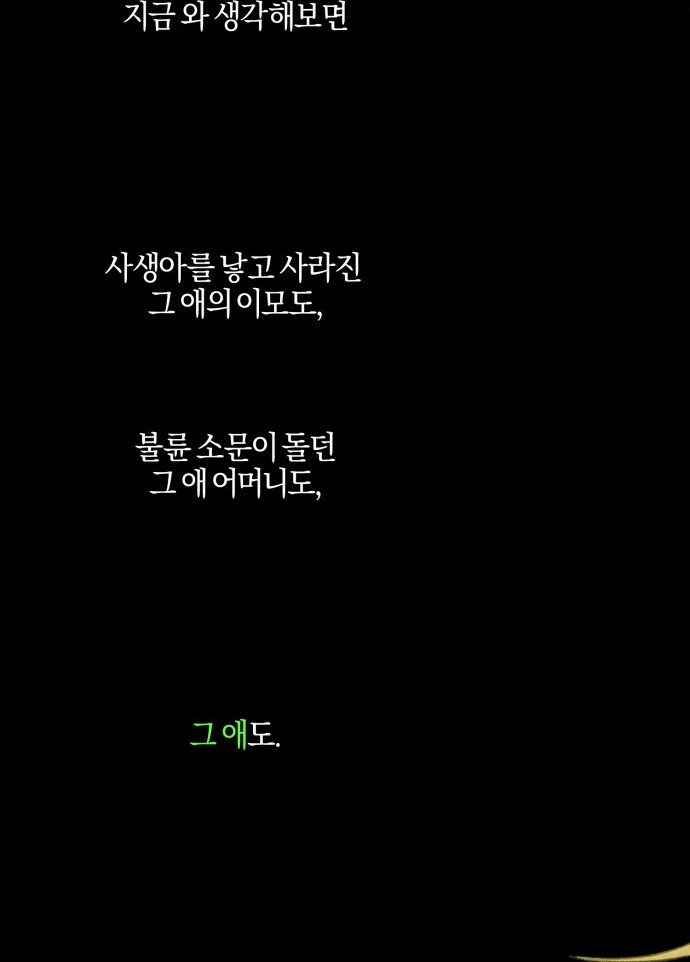 지금 와 생각해보면
사생아를 낳고 사라진
그 애의 이모도,
불륜 소문이 돌던
그 애 어머니도,
그 애도.